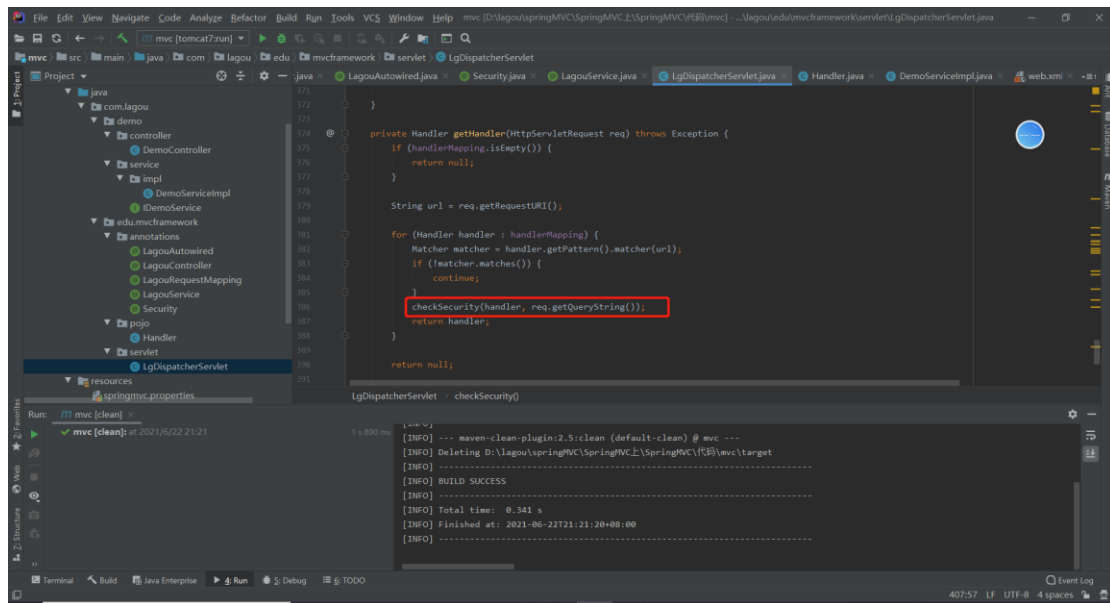 File Edit View Navigate Code Analyze Refactor Build Run Tools VCS Window Help mvc [D:\lagou\springMVC\SpringMVC上\SpringMVC\代码\mvc] - ...\lagou\edu\mvcframework\servlet\LgDispatcherServlet.java
mvc [tomcat7:run]
mvc src main java com lagou edu mvcframework servlet LgDispatcherServlet
Project
.java LagouAutowired.java Security.java LagouService.java LgDispatcherServlet.java Handler.java DemoServiceImpl.java web.xml
1: Project
java
com.lagou
demo
controller
DemoController
service
impl
DemoServiceImpl
IDemoService
edu.mvcframework
annotations
LagouAutowired
LagouController
LagouRequestMapping
LagouService
Security
pojo
Handler
servlet
LgDispatcherServlet
resources
springmvc.properties
371
372 }
373
374 @ private Handler getHandler(HttpServletRequest req) throws Exception {
375 if (handlerMapping.isEmpty()) {
376 return null;
377 }
378
379 String url = req.getRequestURI();
380
381 for (Handler handler : handlerMapping) {
382 Matcher matcher = handler.getPattern().matcher(url);
383 if (!matcher.matches()) {
384 continue;
385 }
386 checkSecurity(handler, req.getQueryString());
387 return handler;
388 }
389
390 return null;
391
LgDispatcherServlet › checkSecurity()
Ant
Database
Maven
2: Favorites
Web
Z: Structure
Run: mvc [clean]
mvc [clean]: at 2021/6/22 21:21 1 s 890 ms
[INFO]
[INFO] --- maven-clean-plugin:2.5:clean (default-clean) @ mvc ---
[INFO] Deleting D:\lagou\springMVC\SpringMVC上\SpringMVC\代码\mvc\target
[INFO] ------------------------------------------------------------------------
[INFO] BUILD SUCCESS
[INFO] ------------------------------------------------------------------------
[INFO] Total time: 0.341 s
[INFO] Finished at: 2021-06-22T21:21:20+08:00
[INFO] ------------------------------------------------------------------------
Terminal Build Java Enterprise 4: Run 5: Debug 6: TODO Event Log
407:57 LF UTF-8 4 spaces